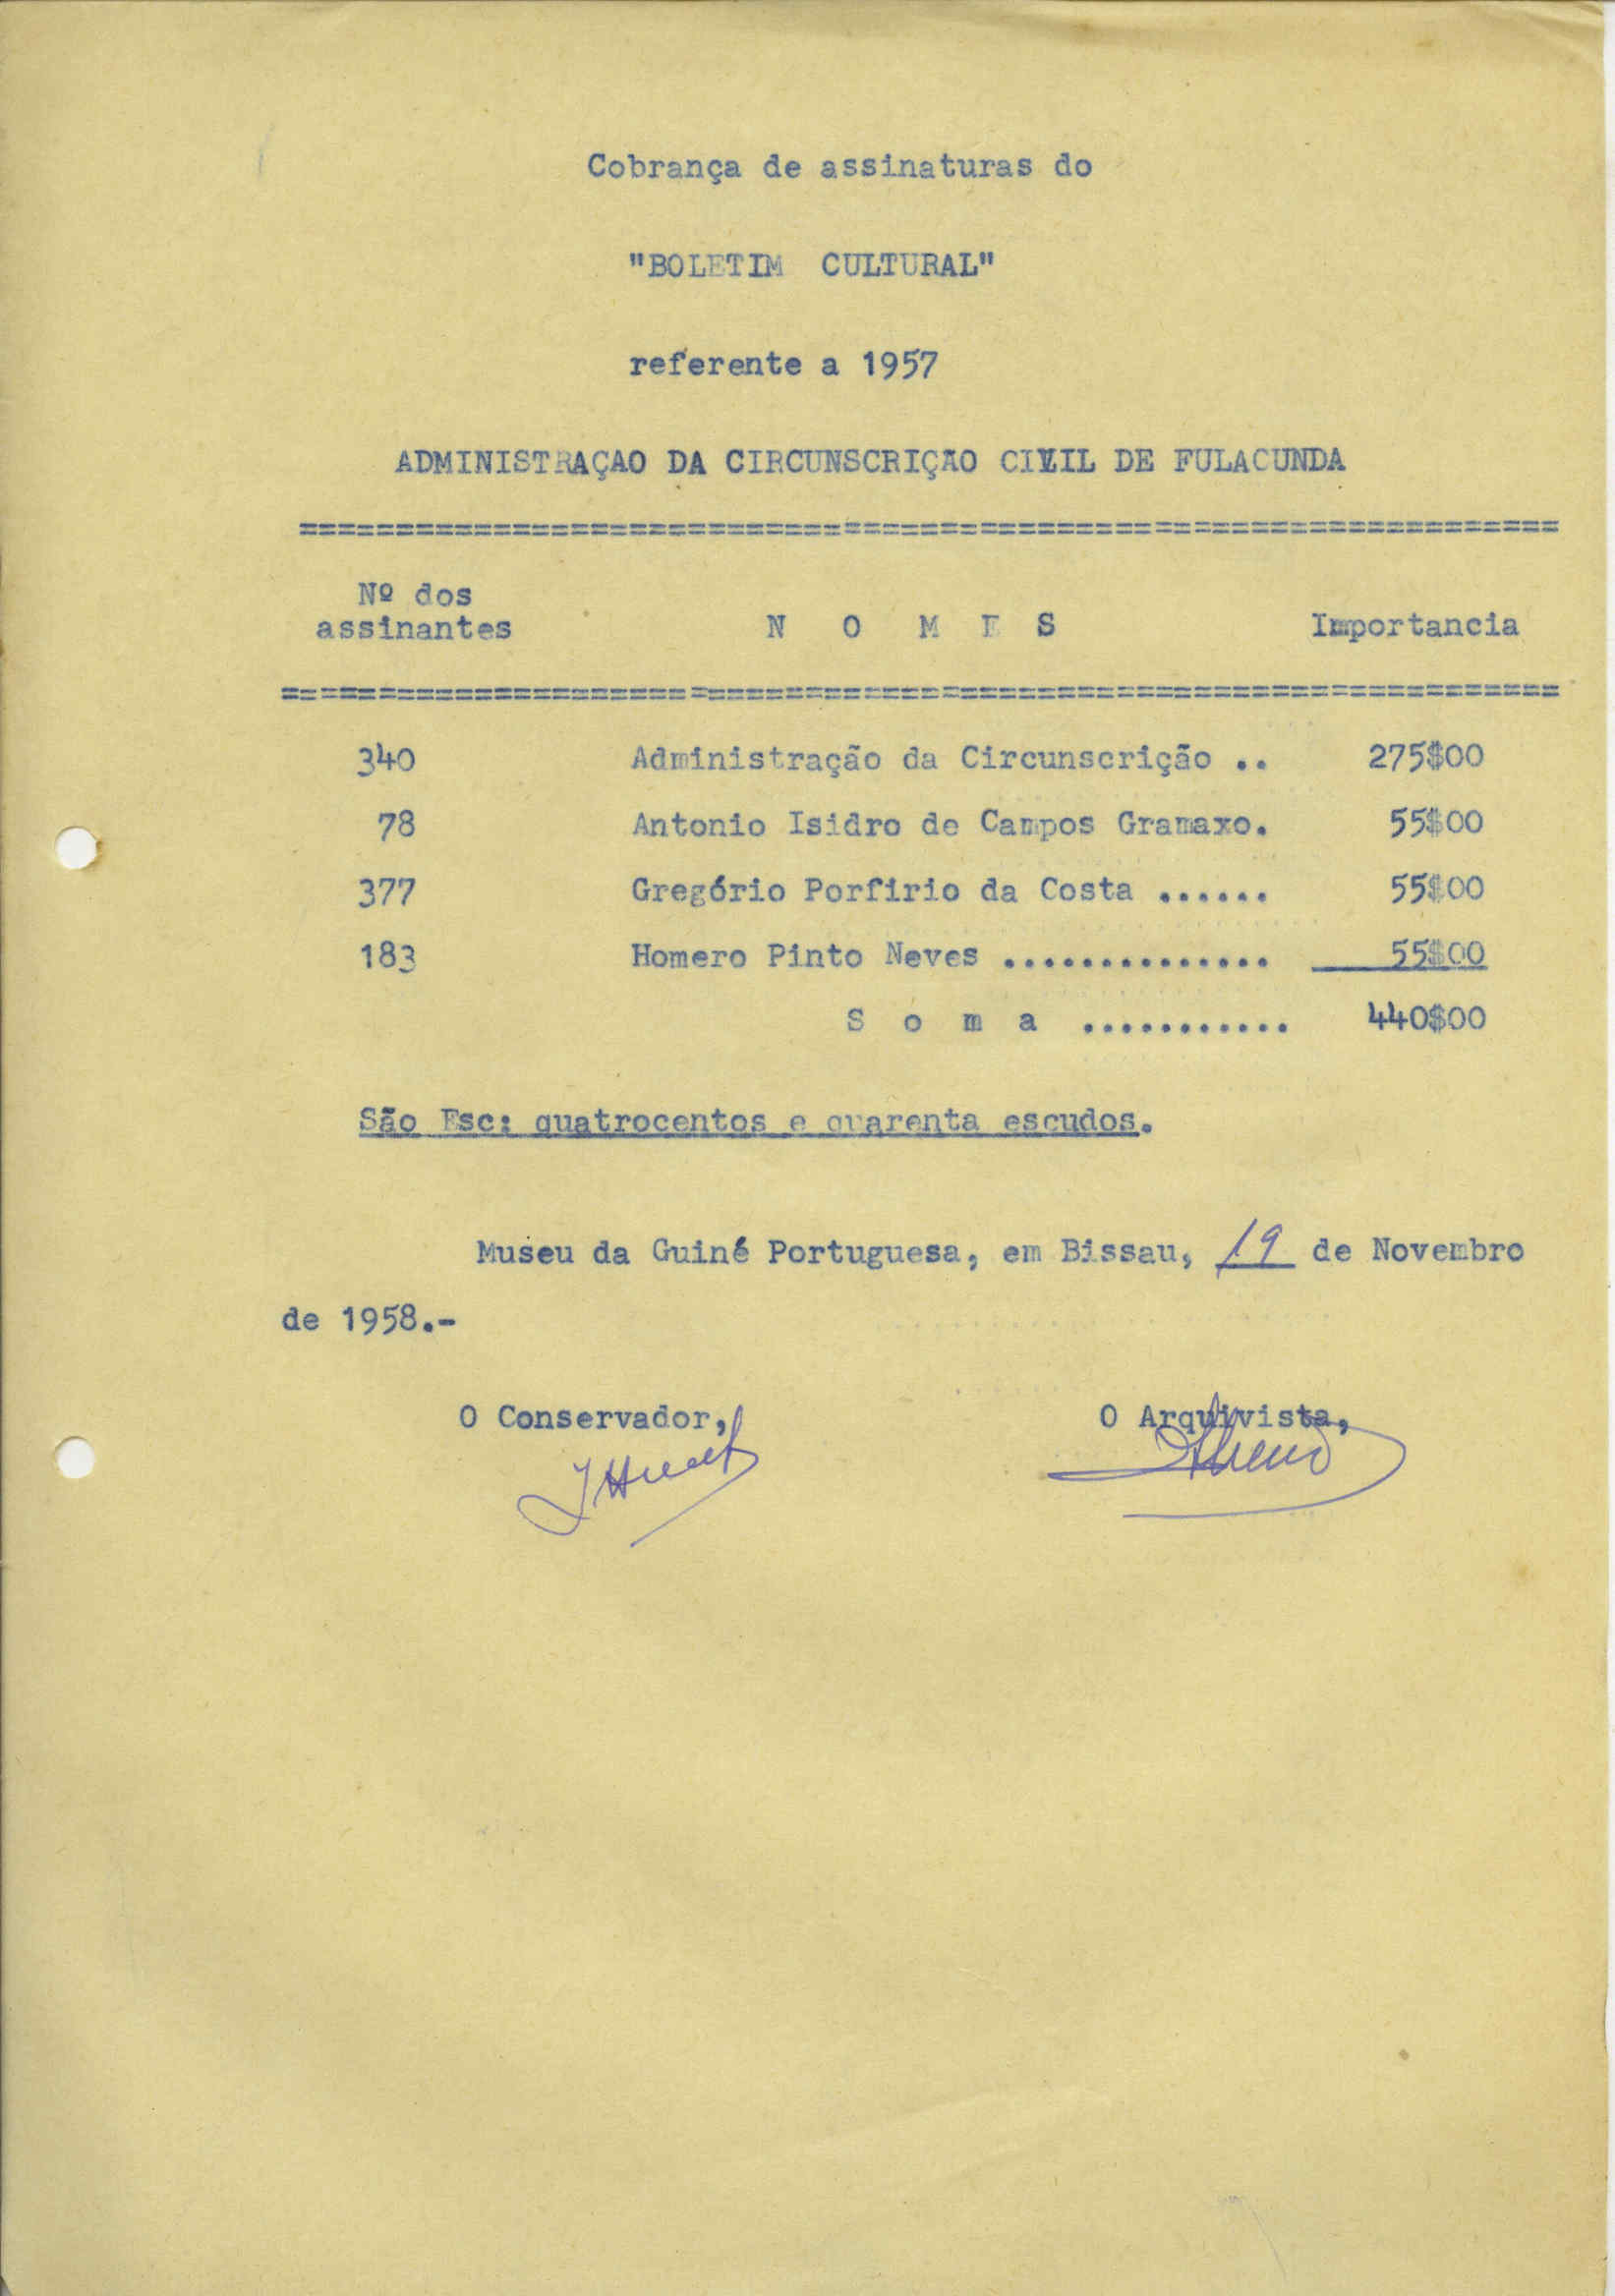 Cobrança de assinaturas do
"BOLETIM CULTURAL"
referente a 1957
ADMINISTRAÇAO DA CIRCUNSCRIÇÃO CIVIL DE FULACUNDA
=================================================================
Nº dos
assinantes N O M E S Importancia
==================================================================
340 Administração da Circunscrição .. 275$00
78 Antonio Isidro de Campos Gramaxo. 55$00
377 Gregório Porfirio da Costa ...... 55$00
183 Homero Pinto Neves .............. 55$00
S o m a ........... 440$00
São Esc: quatrocentos e quarenta escudos.
Museu da Guiné Portuguesa, em Bissau, 19 de Novembro
de 1958.-
O Conservador, O Arquivista,